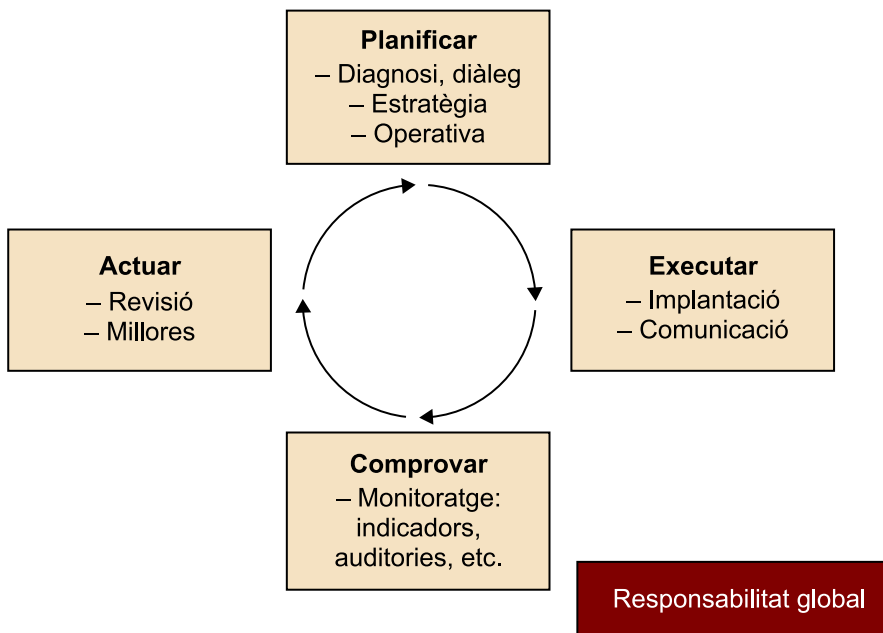 Planificar
– Diagnosi, diàleg
– Estratègia
– Operativa
Actuar
– Revisió
– Millores
Executar
– Implantació
– Comunicació
Comprovar
– Monitoratge:
indicadors,
auditories, etc.
Responsabilitat global